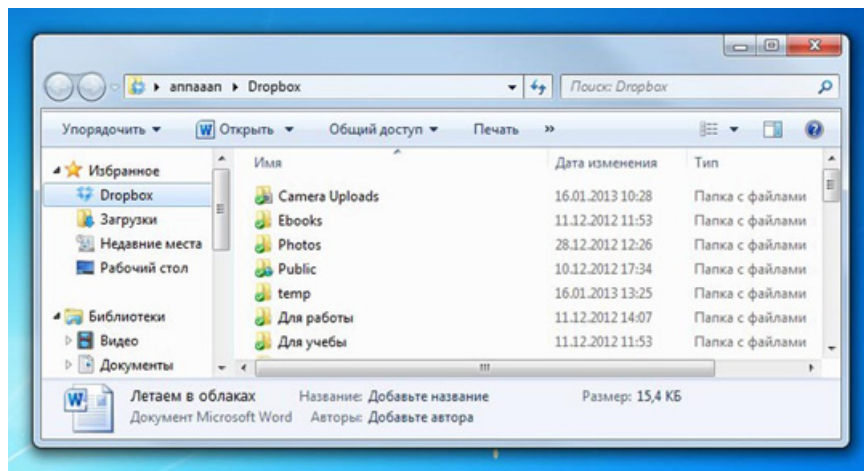 annaaan Dropbox Поиск: Dropbox
Упорядочить Открыть Общий доступ Печать »
Избранное
Dropbox
Загрузки
Недавние места
Рабочий стол
Библиотеки
Видео
Документы
Имя Дата изменения Тип
Camera Uploads 16.01.2013 10:28 Папка с файлами
Ebooks 11.12.2012 11:53 Папка с файлами
Photos 28.12.2012 12:26 Папка с файлами
Public 10.12.2012 17:34 Папка с файлами
temp 16.01.2013 13:25 Папка с файлами
Для работы 11.12.2012 14:07 Папка с файлами
Для учебы 11.12.2012 11:53 Папка с файлами
Летаем в облаках Название: Добавьте название Размер: 15,4 КБ
Документ Microsoft Word Авторы: Добавьте автора